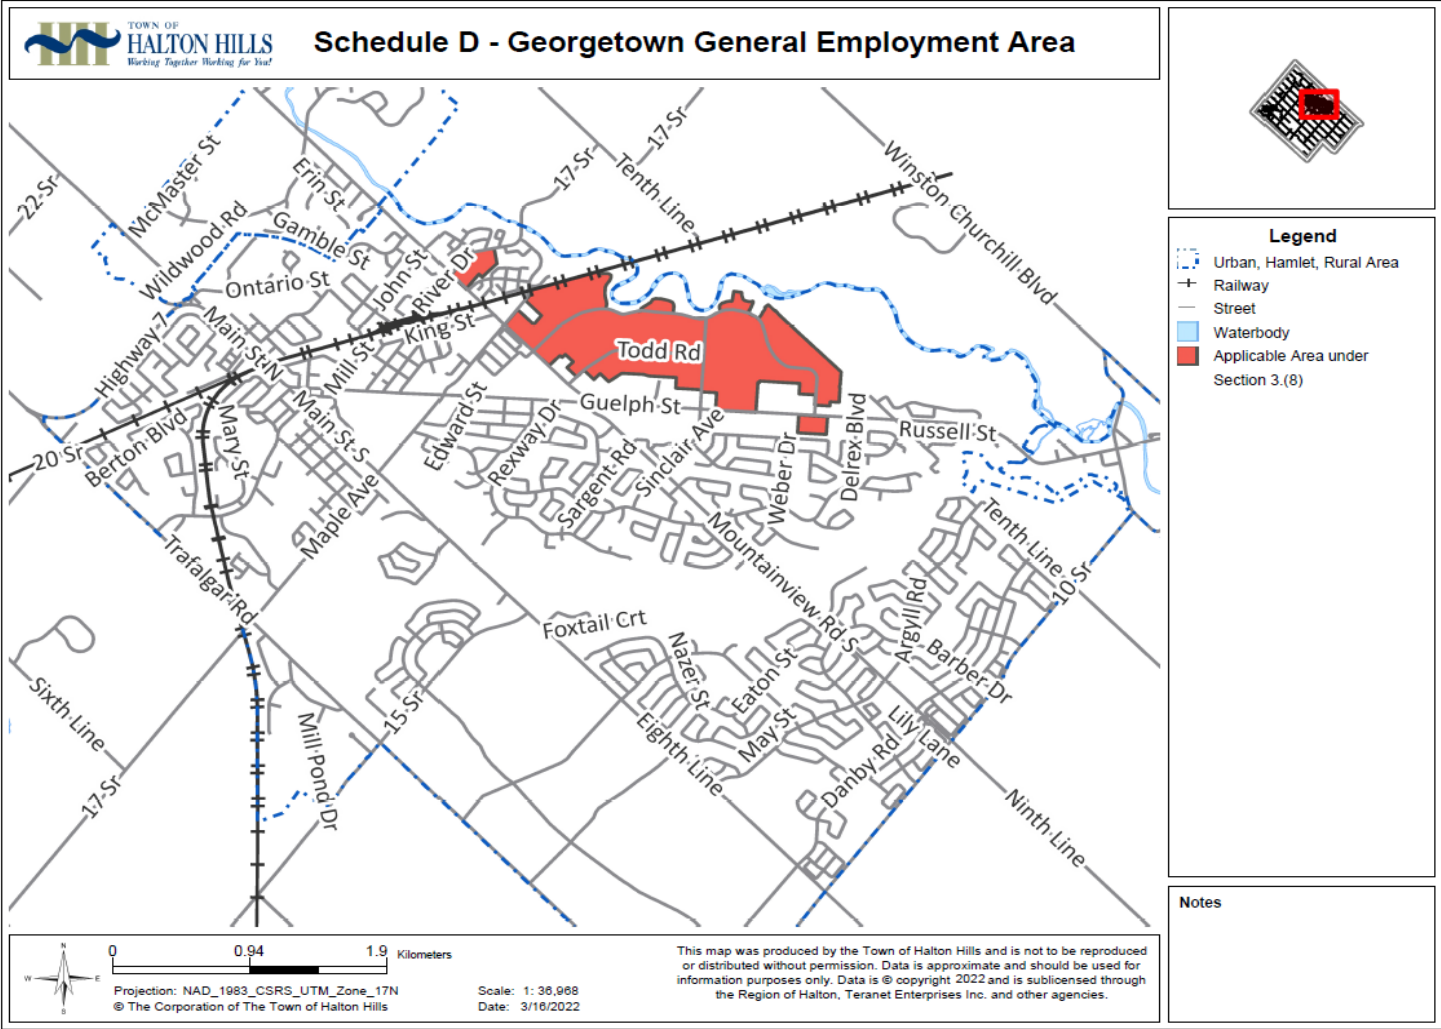 TOWN OF
HALTON HILLS
Working Together Working for You!
Schedule D - Georgetown General Employment Area
22-Sr
McMaster St
Wildwood Rd
Erin St
Gamble St
Ontario St
John St
River Dr
17-Sr
17-Sr
Tenth Line
Winston Churchill Blvd
Highway 7
Main St N
Mill St
King St
Todd Rd
Guelph St
20 Sr
Berton Blvd
Mary St
Main St S
Maple Ave
Edward St
Rexway Dr
Sargent Rd
Sinclair Ave
Weber Dr
Delrex Blvd
Russell St
Trafalgar Rd
Mountainview Rd S
Tenth Line
10 Sr
Foxtail Crt
Nazer St
Eaton St
Argyll Rd
Barber Dr
Sixth Line
17-Sr
Mill Pond Dr
15 Sr
Eighth Line
May St
Danby Rd
Lily Lane
Ninth Line
Legend
Urban, Hamlet, Rural Area
Railway
Street
Waterbody
Applicable Area under
Section 3.(8)
Notes
N
W
E
S
0 0.94 1.9 Kilometers
Projection: NAD_1983_CSRS_UTM_Zone_17N
© The Corporation of The Town of Halton Hills
Scale: 1: 36,968
Date: 3/16/2022
This map was produced by the Town of Halton Hills and is not to be reproduced
or distributed without permission. Data is approximate and should be used for
information purposes only. Data is © copyright 2022 and is sublicensed through
the Region of Halton, Teranet Enterprises Inc. and other agencies.